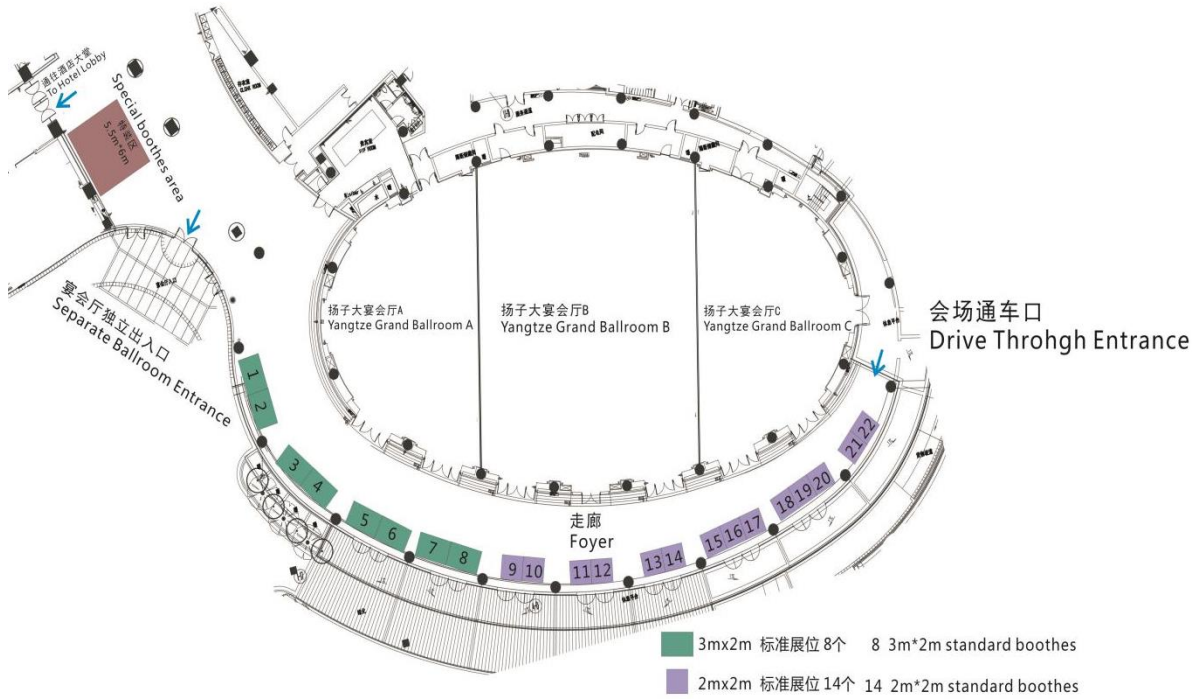 通往酒店大堂
To Hotel Lobby
Special boothes area
特装区
5.5m*6m
宴会厅入口
宴会厅独立出入口
Separate Ballroom Entrance
扬子大宴会厅A
Yangtze Grand Ballroom A
扬子大宴会厅B
Yangtze Grand Ballroom B
扬子大宴会厅C
Yangtze Grand Ballroom C
会场通车口
Drive Throhgh Entrance
1
2
3
4
5
6
7
8
9 10
11 12
13 14
15 16 17
18 19 20
21 22
走廊
Foyer
3mx2m 标准展位 8个 8 3m*2m standard boothes
2mx2m 标准展位 14个 14 2m*2m standard boothes